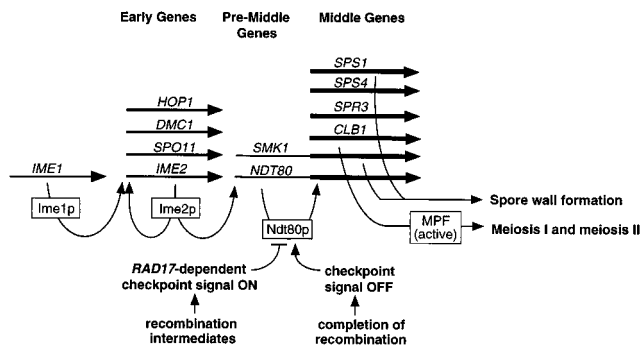 Early Genes
Pre-Middle
Genes
Middle Genes
SPS1
SPS4
SPR3
CLB1
HOP1
DMC1
SPO11
IME2
IME1
SMK1
NDT80
Ime1p
Ime2p
Ndt80p
Spore wall formation
MPF
(active)
Meiosis I and meiosis II
RAD17-dependent
checkpoint signal ON
checkpoint
signal OFF
recombination
intermediates
completion of
recombination